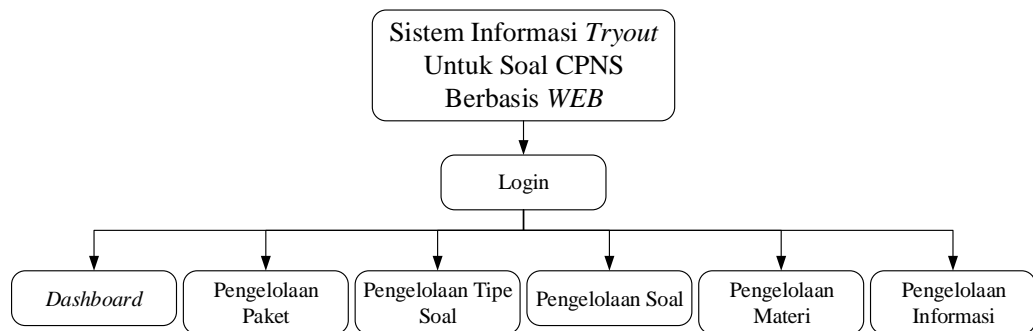 Sistem Informasi Tryout
Untuk Soal CPNS
Berbasis WEB
Login
Dashboard
Pengelolaan
Paket
Pengelolaan Tipe
Soal
Pengelolaan Soal
Pengelolaan
Materi
Pengelolaan
Informasi